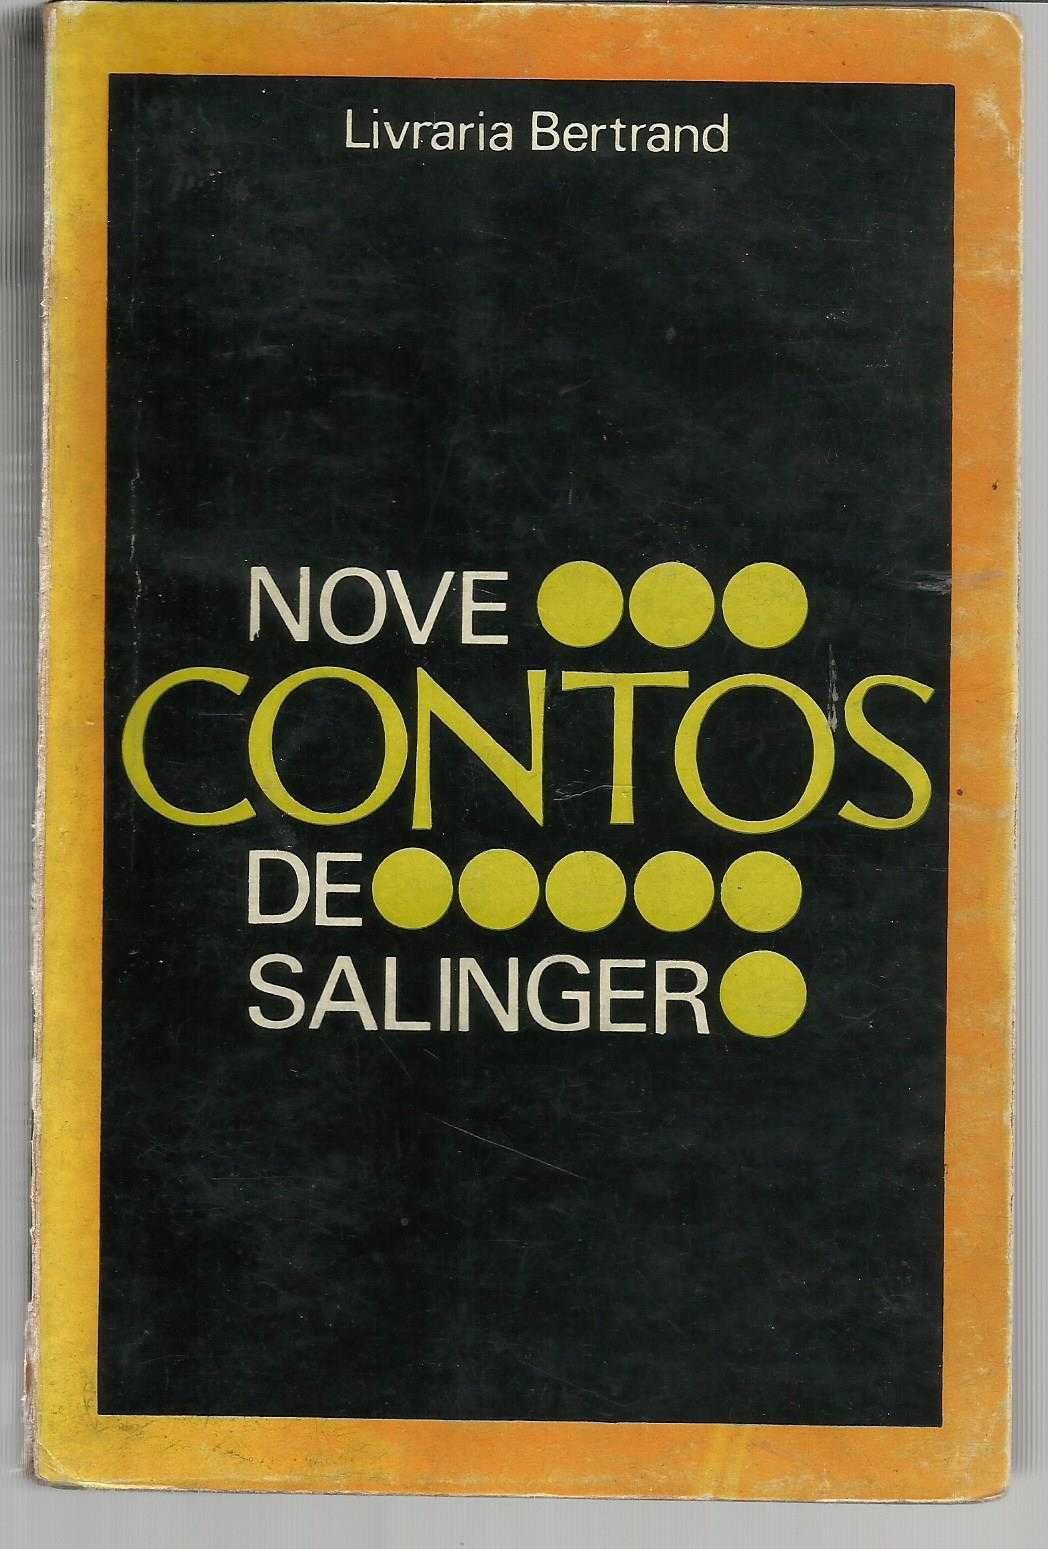 Livraria Bertrand
NOVE
CONTOS
DE
SALINGER